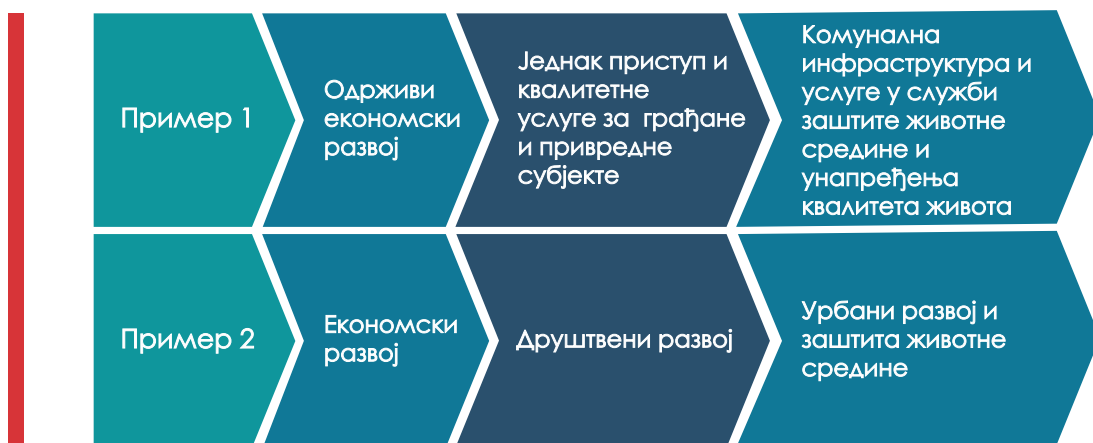 Пример 1
Одрживи
економски
развој
Једнак приступ и
квалитетне
услуге за грађане
и привредне
субјекте
Комунална
инфраструктура и
услуге у служби
заштите животне
средине и
унапређења
квалитета живота
Пример 2
Економски
развој
Друштвени развој
Урбани развој и
заштита животне
средине